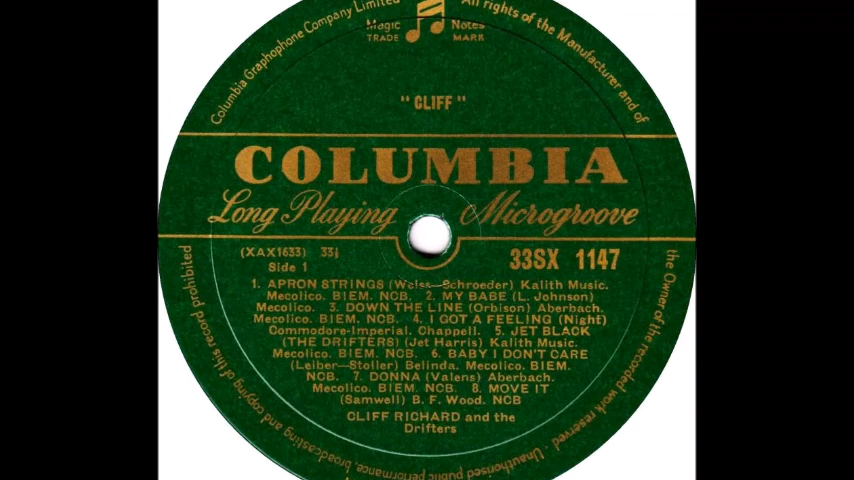 Columbia Graphophone Company Limited
All rights of the Manufacturer and of
the Owner of the recorded work reserved · Unauthorised public performance, broadcasting and copying of this record prohibited
Magic Notes
TRADE MARK
"CLIFF"
COLUMBIA
Long Playing Microgroove
(XAX1633) 33⅓
33SX 1147
Side 1
1. APRON STRINGS (Weiss—Schroeder) Kalith Music.
Mecolico. BIEM. NCB. 2. MY BABE (L. Johnson)
Mecolico. 3. DOWN THE LINE (Orbison) Aberbach.
Mecolico. BIEM. NCB. 4. I GOT A FEELING (Night)
Commodore-Imperial. Chappell. 5. JET BLACK
(THE DRIFTERS) (Jet Harris) Kalith Music.
Mecolico. BIEM. NCB. 6. BABY I DON'T CARE
(Leiber—Stoller) Belinda. Mecolico. BIEM.
NCB. 7. DONNA (Valens) Aberbach.
Mecolico. BIEM. NCB. 8. MOVE IT
(Samwell) B. F. Wood. NCB
CLIFF RICHARD and the
Drifters